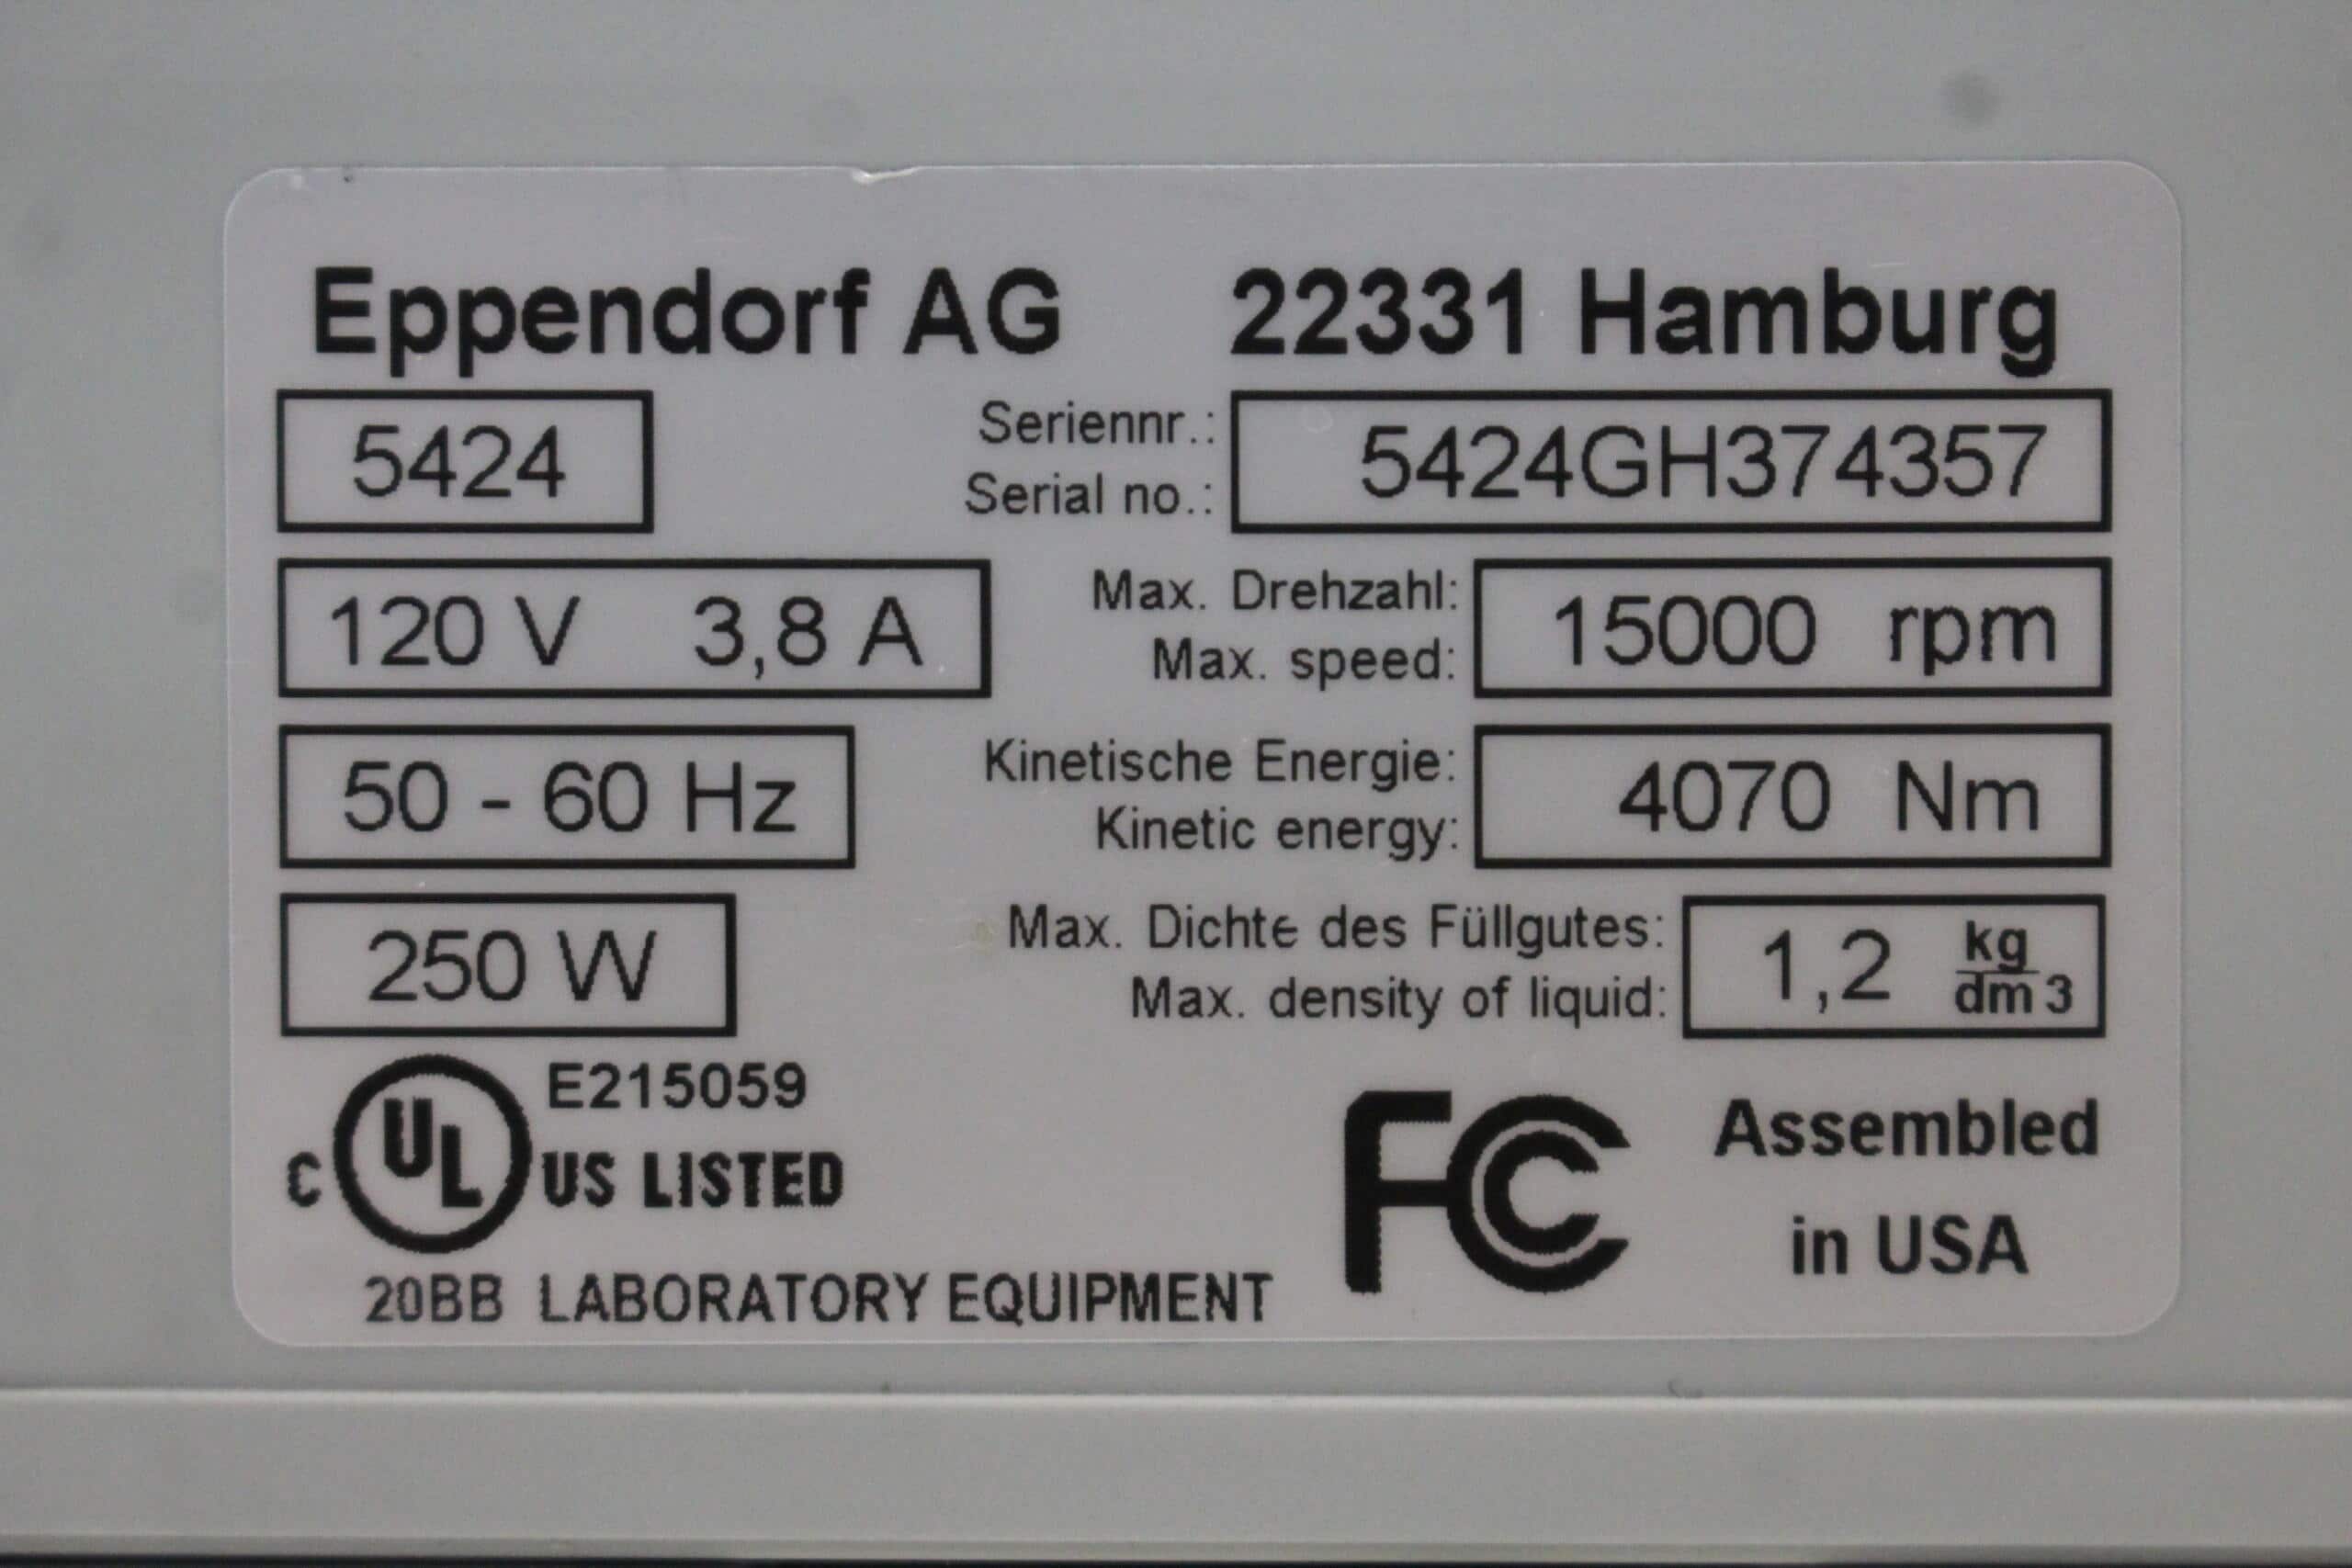 Eppendorf AG 22331 Hamburg
5424
Seriennr.:
Serial no.:
5424GH374357
120 V 3,8 A
Max. Drehzahl:
Max. speed:
15000 rpm
50 - 60 Hz
Kinetische Energie:
Kinetic energy:
4070 Nm
250 W
Max. Dichte des Füllgutes:
Max. density of liquid:
1,2 kg/dm3
E215059
C UL US LISTED
20BB LABORATORY EQUIPMENT
FC
Assembled
in USA